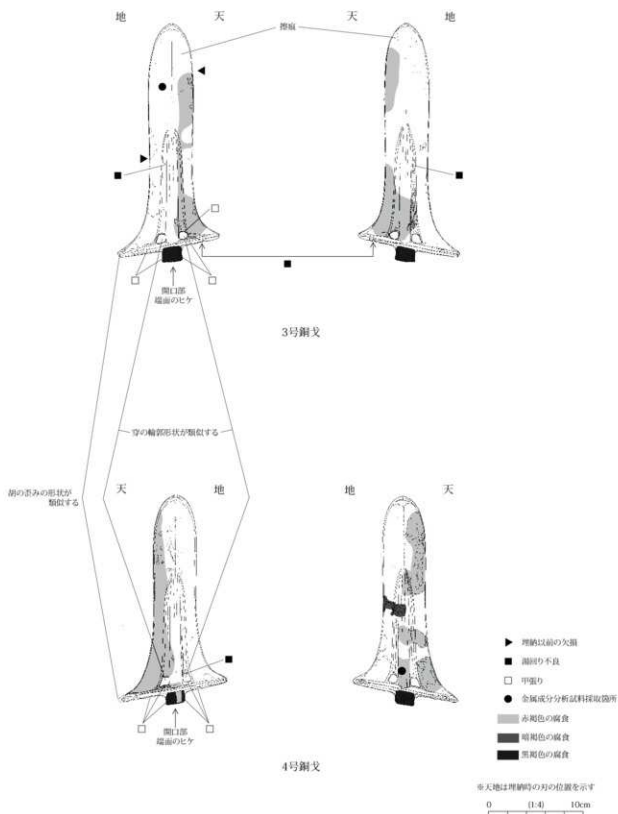 地
天
天
地
擦痕
開口部
端面のヒケ
3号銅戈
穿の輪郭形状が類似する
胡の歪みの形状が
類似する
天
地
地
天
開口部
端面のヒケ
4号銅戈
埋納以前の欠損
湯回り不良
甲張り
金属成分分析試料採取箇所
赤褐色の腐食
暗褐色の腐食
黒褐色の腐食
※天地は埋納時の刃の位置を示す
0 (1:4) 10cm